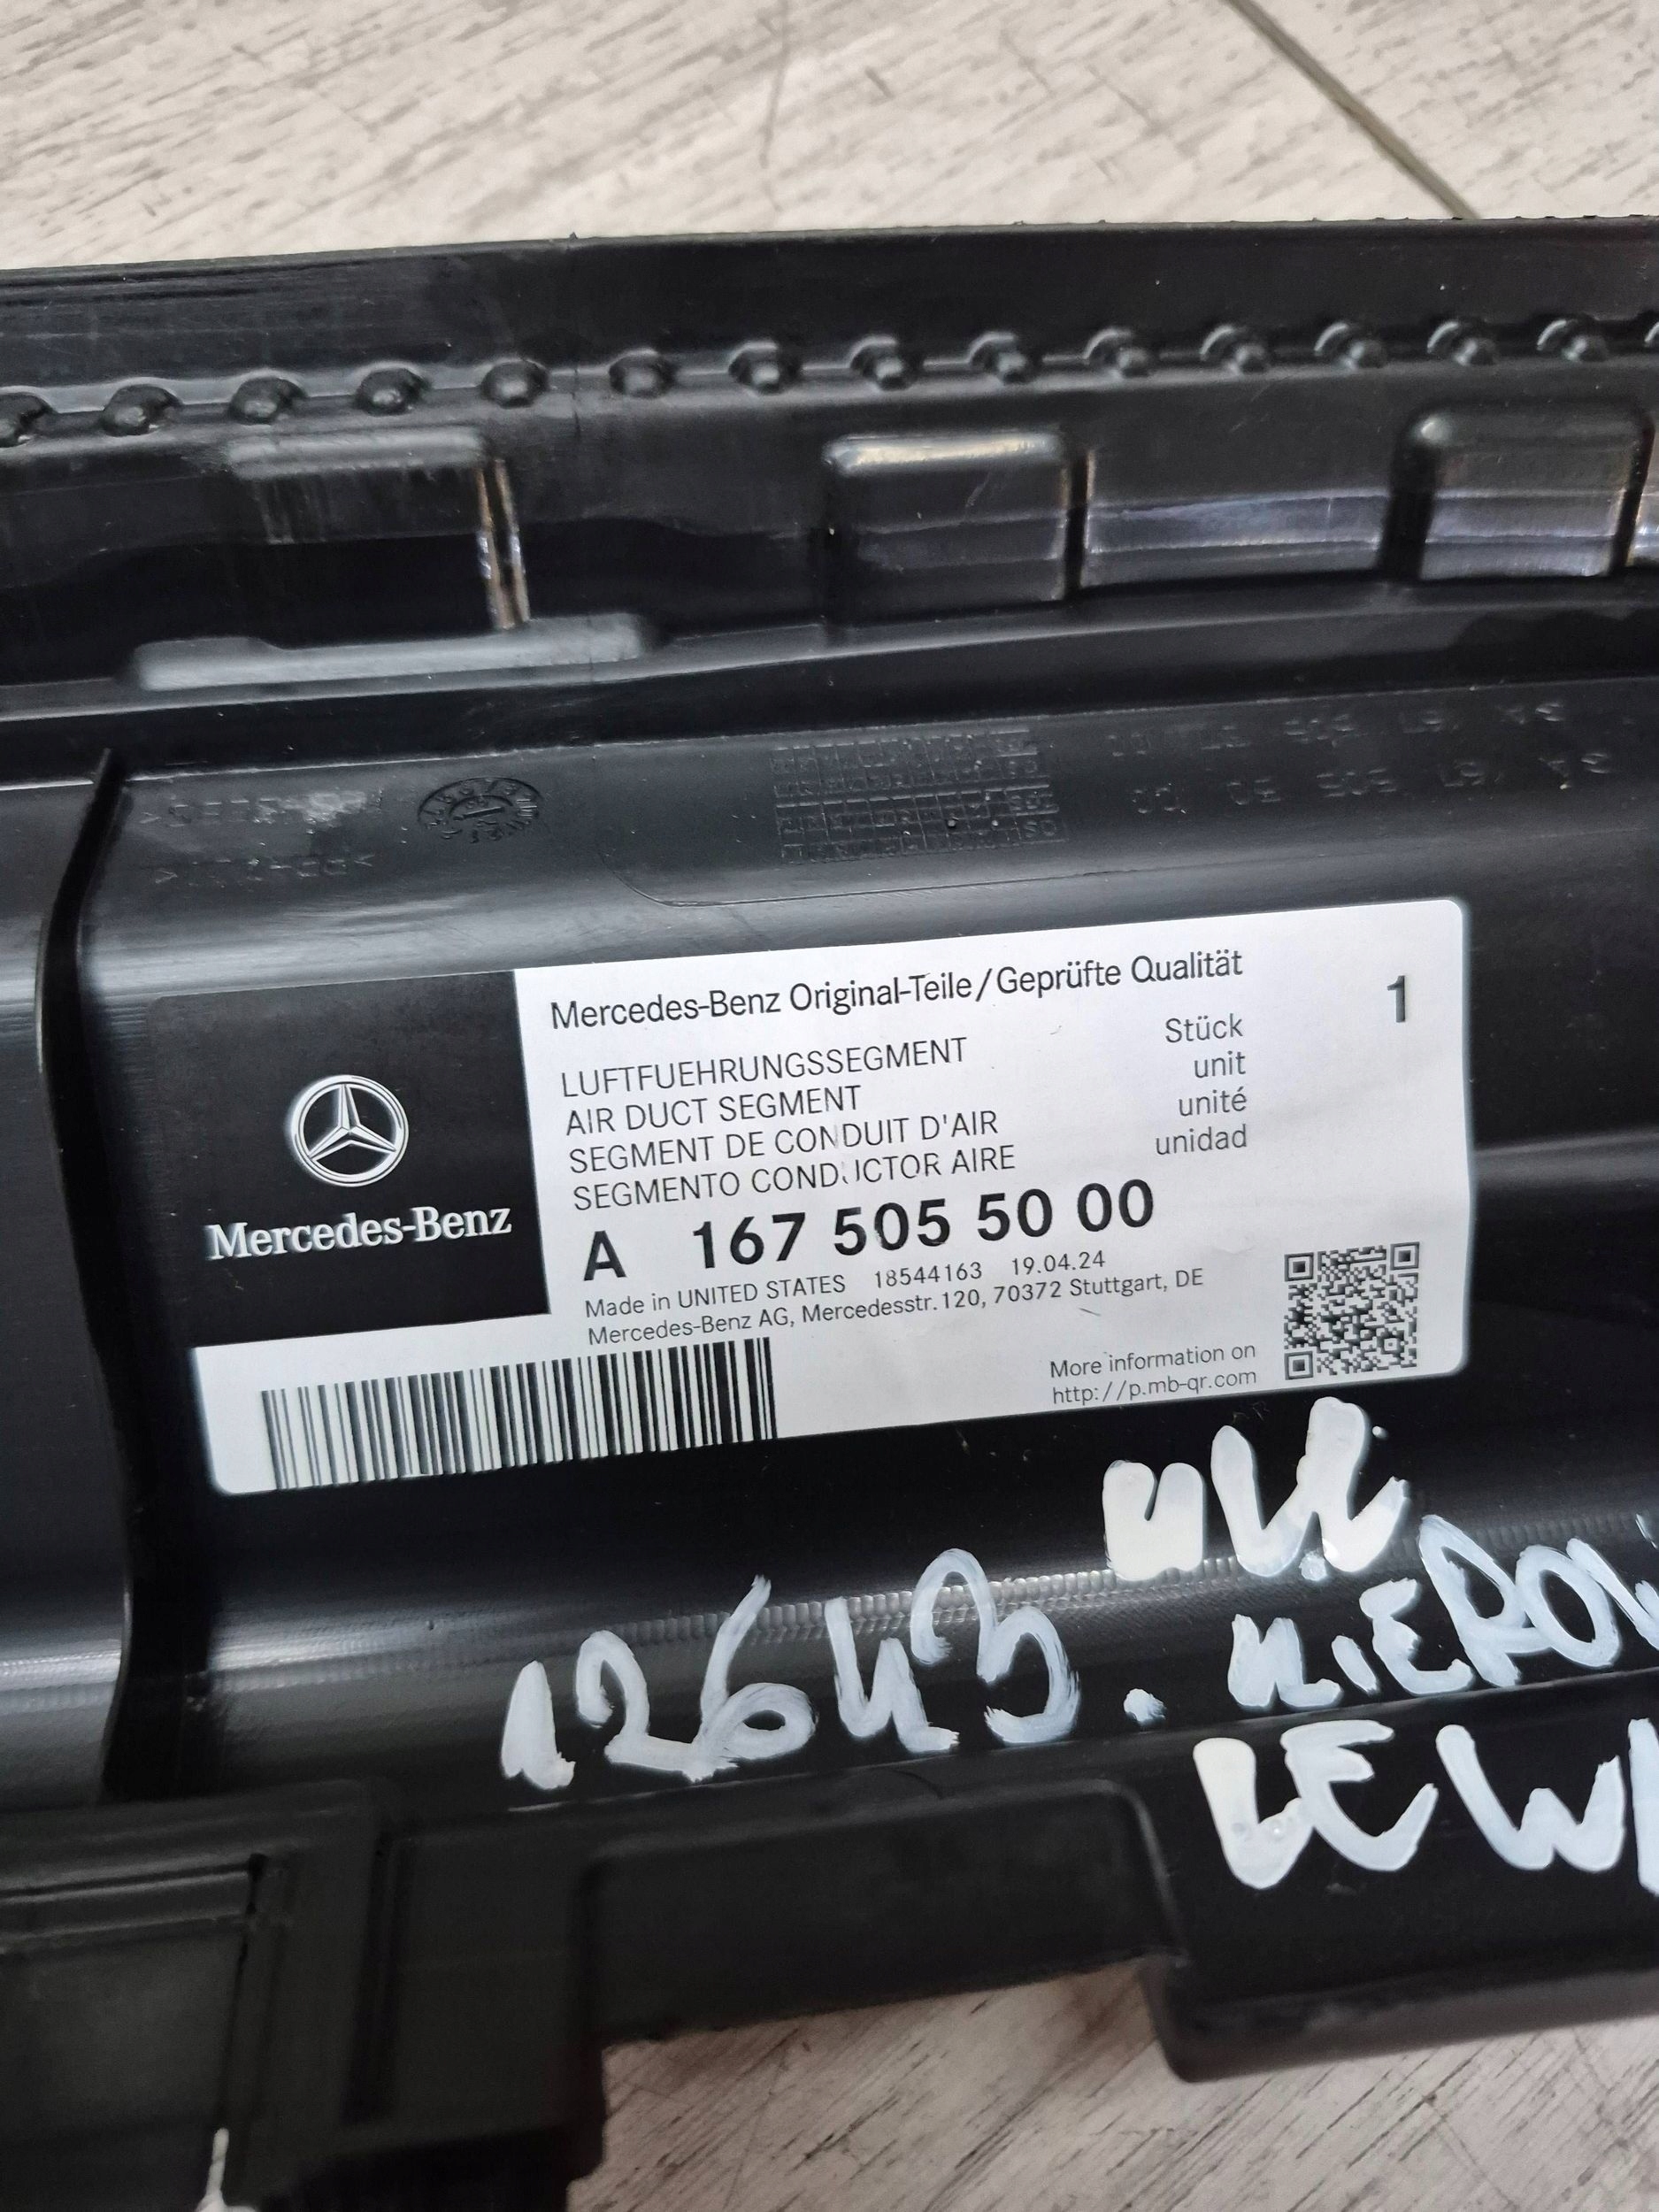 Mercedes-Benz Original-Teile/Geprüfte Qualität
1
LUFTFUEHRUNGSSEGMENT
Stück
AIR DUCT SEGMENT
unit
SEGMENT DE CONDUIT D'AIR
unité
SEGMENTO CONDUCTOR AIRE
unidad
Mercedes-Benz
A 167 505 50 00
Made in UNITED STATES 18544163 19.04.24
Mercedes-Benz AG, Mercedesstr. 120, 70372 Stuttgart, DE
More information on
http://p.mb-qr.com
12643.